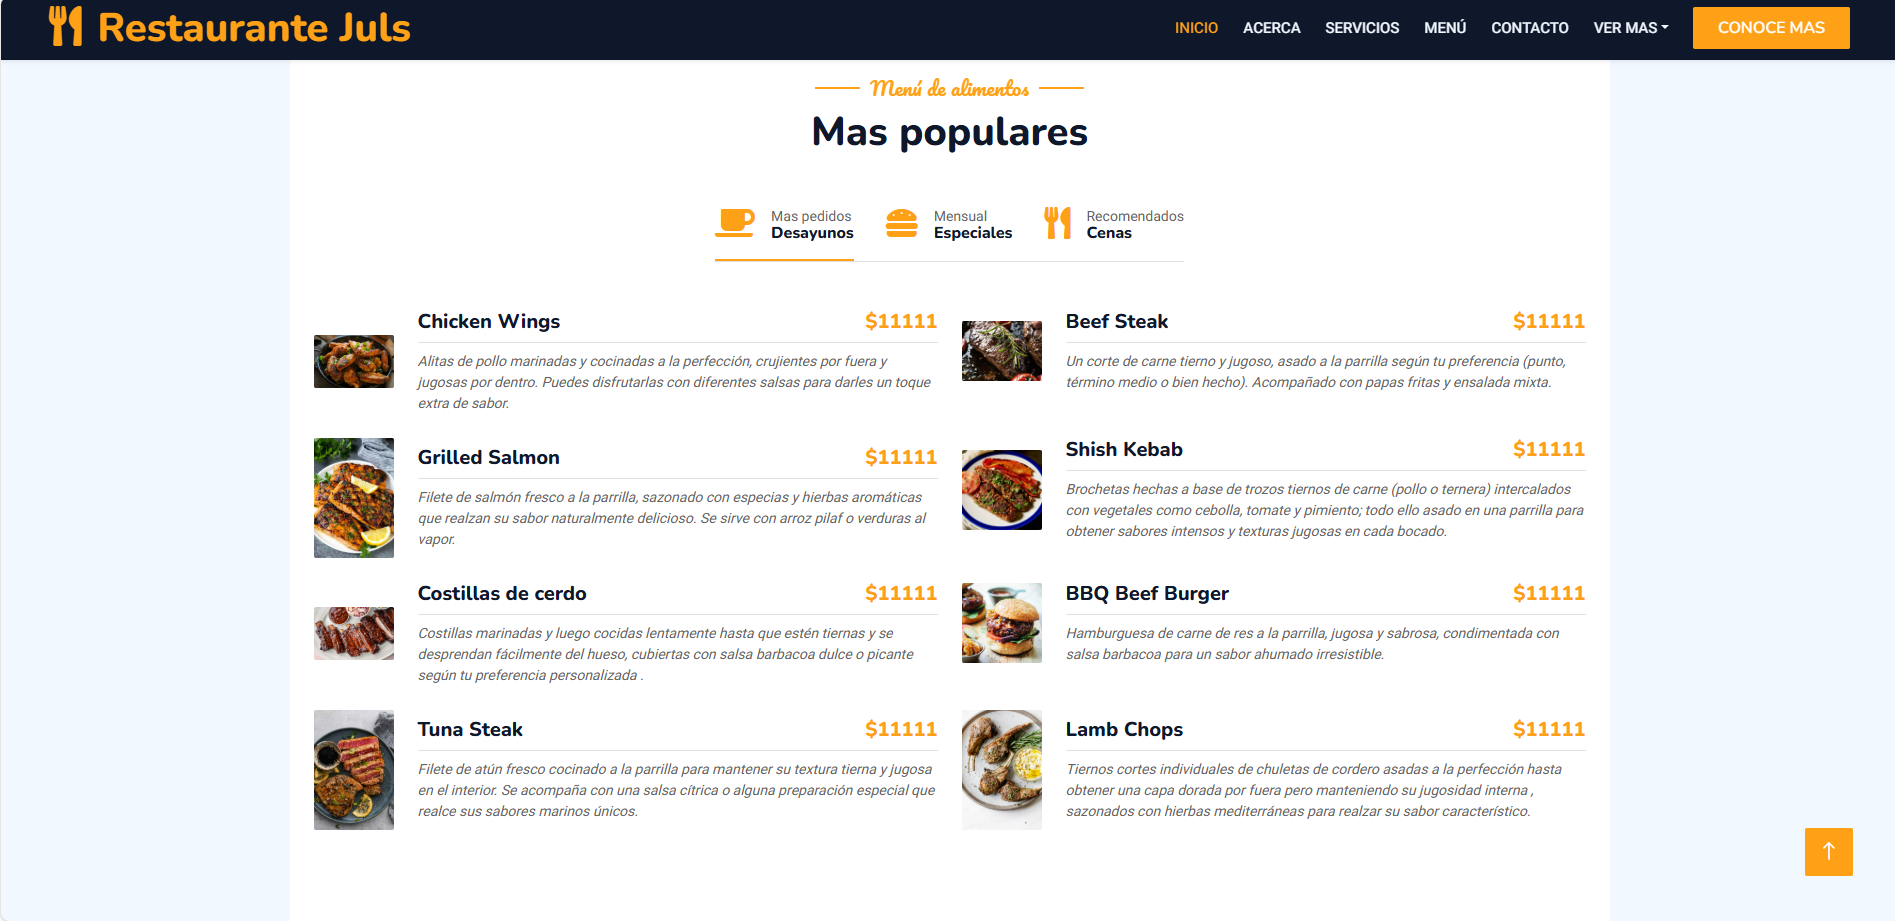 Restaurante Juls
INICIO ACERCA SERVICIOS MENÚ CONTACTO VER MAS CONOCE MAS
Menú de alimentos
Mas populares
Mas pedidos
Desayunos
Mensual
Especiales
Recomendados
Cenas
Chicken Wings $11111
Alitas de pollo marinadas y cocinadas a la perfección, crujientes por fuera y
jugosas por dentro. Puedes disfrutarlas con diferentes salsas para darles un toque
extra de sabor.
Beef Steak $11111
Un corte de carne tierno y jugoso, asado a la parrilla según tu preferencia (punto,
término medio o bien hecho). Acompañado con papas fritas y ensalada mixta.
Grilled Salmon $11111
Filete de salmón fresco a la parrilla, sazonado con especias y hierbas aromáticas
que realzan su sabor naturalmente delicioso. Se sirve con arroz pilaf o verduras al
vapor.
Shish Kebab $11111
Brochetas hechas a base de trozos tiernos de carne (pollo o ternera) intercalados
con vegetales como cebolla, tomate y pimiento; todo ello asado en una parrilla para
obtener sabores intensos y texturas jugosas en cada bocado.
Costillas de cerdo $11111
Costillas marinadas y luego cocidas lentamente hasta que estén tiernas y se
desprendan fácilmente del hueso, cubiertas con salsa barbacoa dulce o picante
según tu preferencia personalizada .
BBQ Beef Burger $11111
Hamburguesa de carne de res a la parrilla, jugosa y sabrosa, condimentada con
salsa barbacoa para un sabor ahumado irresistible.
Tuna Steak $11111
Filete de atún fresco cocinado a la parrilla para mantener su textura tierna y jugosa
en el interior. Se acompaña con una salsa cítrica o alguna preparación especial que
realce sus sabores marinos únicos.
Lamb Chops $11111
Tiernos cortes individuales de chuletas de cordero asadas a la perfección hasta
obtener una capa dorada por fuera pero manteniendo su jugosidad interna ,
sazonados con hierbas mediterráneas para realzar su sabor característico.